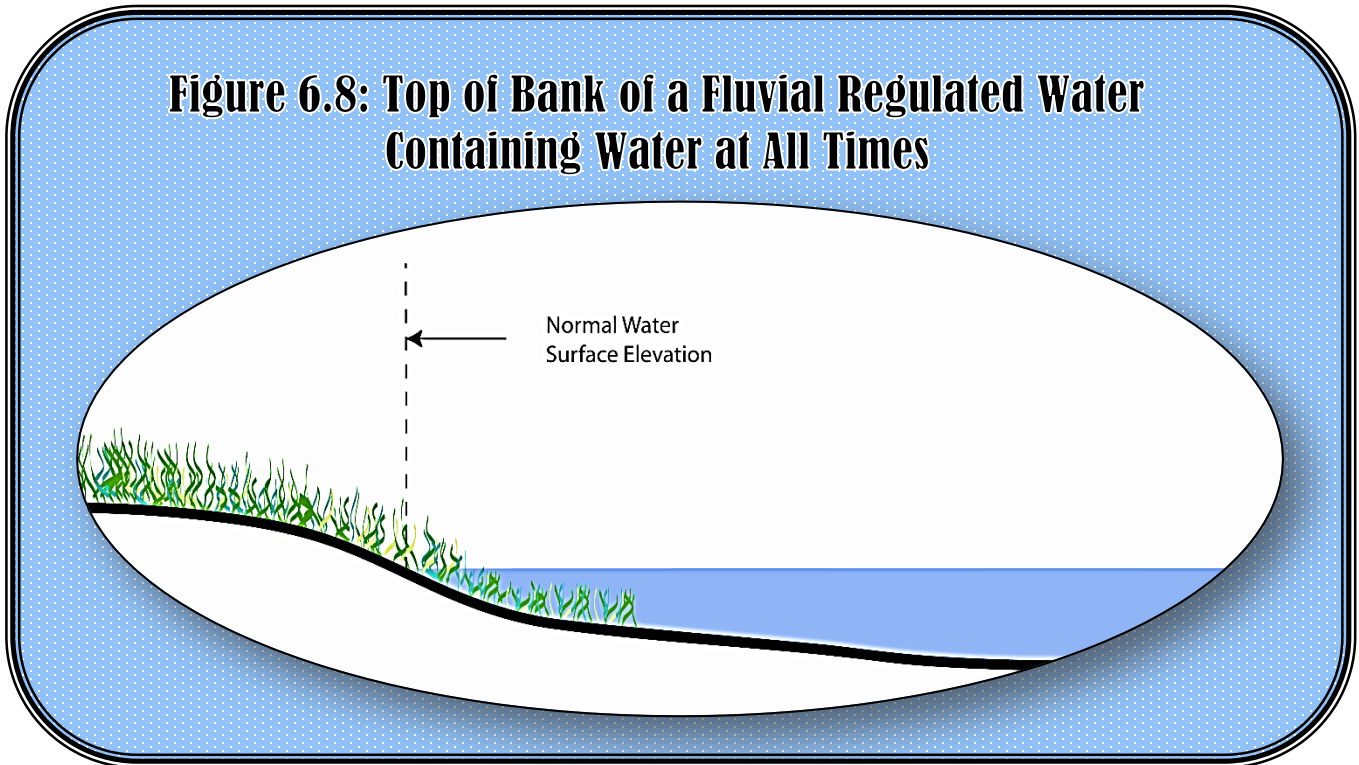 Figure 6.8: Top of Bank of a Fluvial Regulated Water
Containing Water at All Times
Normal Water
Surface Elevation